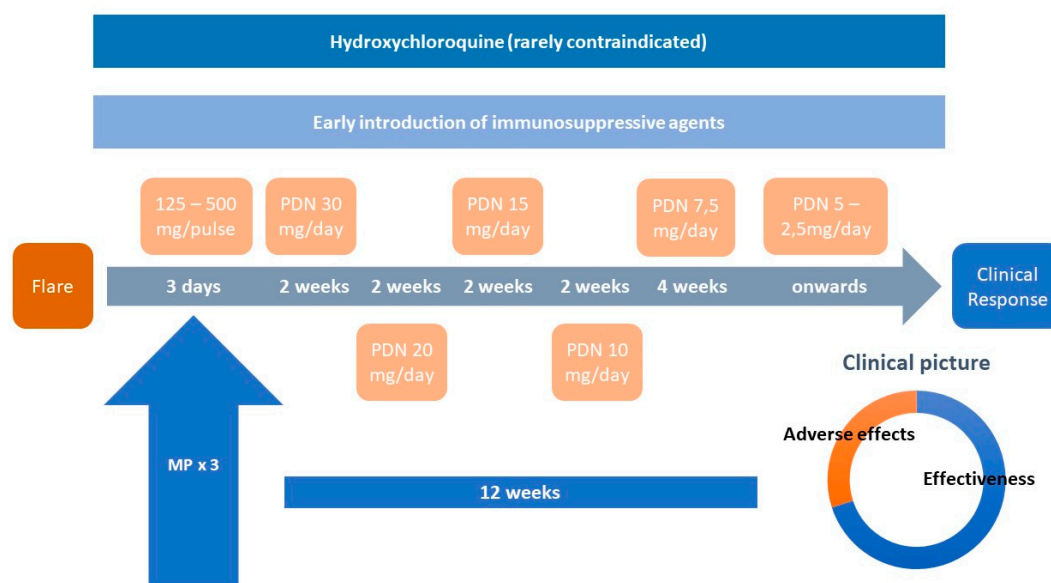 Hydroxychloroquine (rarely contraindicated)
Early introduction of immunosuppressive agents
125 – 500
mg/pulse
PDN 30
mg/day
PDN 15
mg/day
PDN 7,5
mg/day
PDN 5 –
2,5mg/day
Flare
3 days
2 weeks
2 weeks
2 weeks
2 weeks
4 weeks
onwards
Clinical
Response
PDN 20
mg/day
PDN 10
mg/day
Clinical picture
Adverse effects
Effectiveness
MP x 3
12 weeks